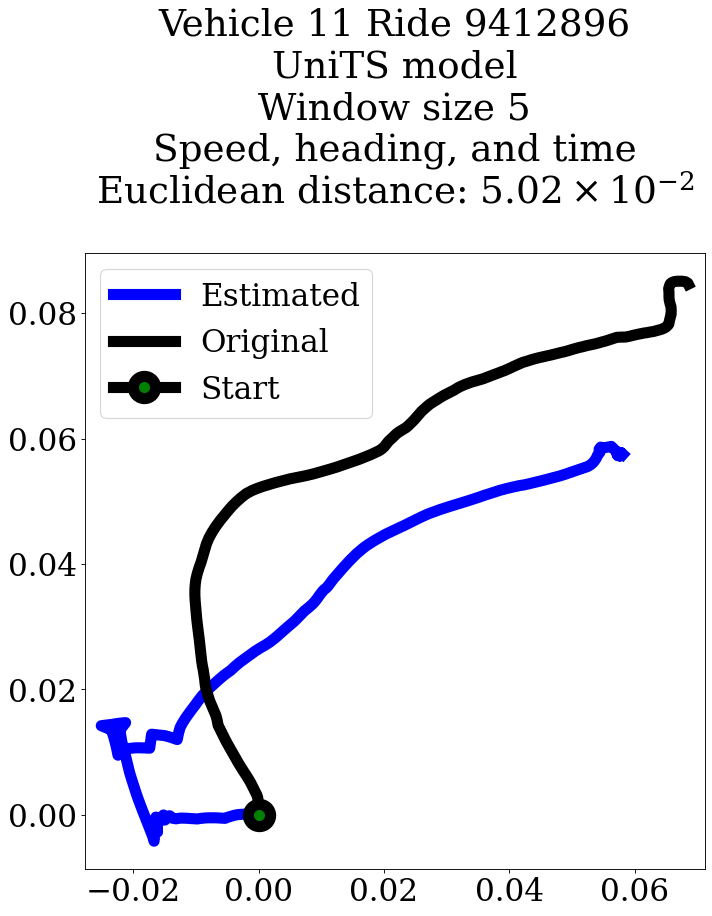 Vehicle 11 Ride 9412896
UniTS model
Window size 5
Speed, heading, and time
Euclidean distance: 5.02 × 10⁻²
Estimated
Original
Start
0.08
0.06
0.04
0.02
0.00
−0.02 0.00 0.02 0.04 0.06